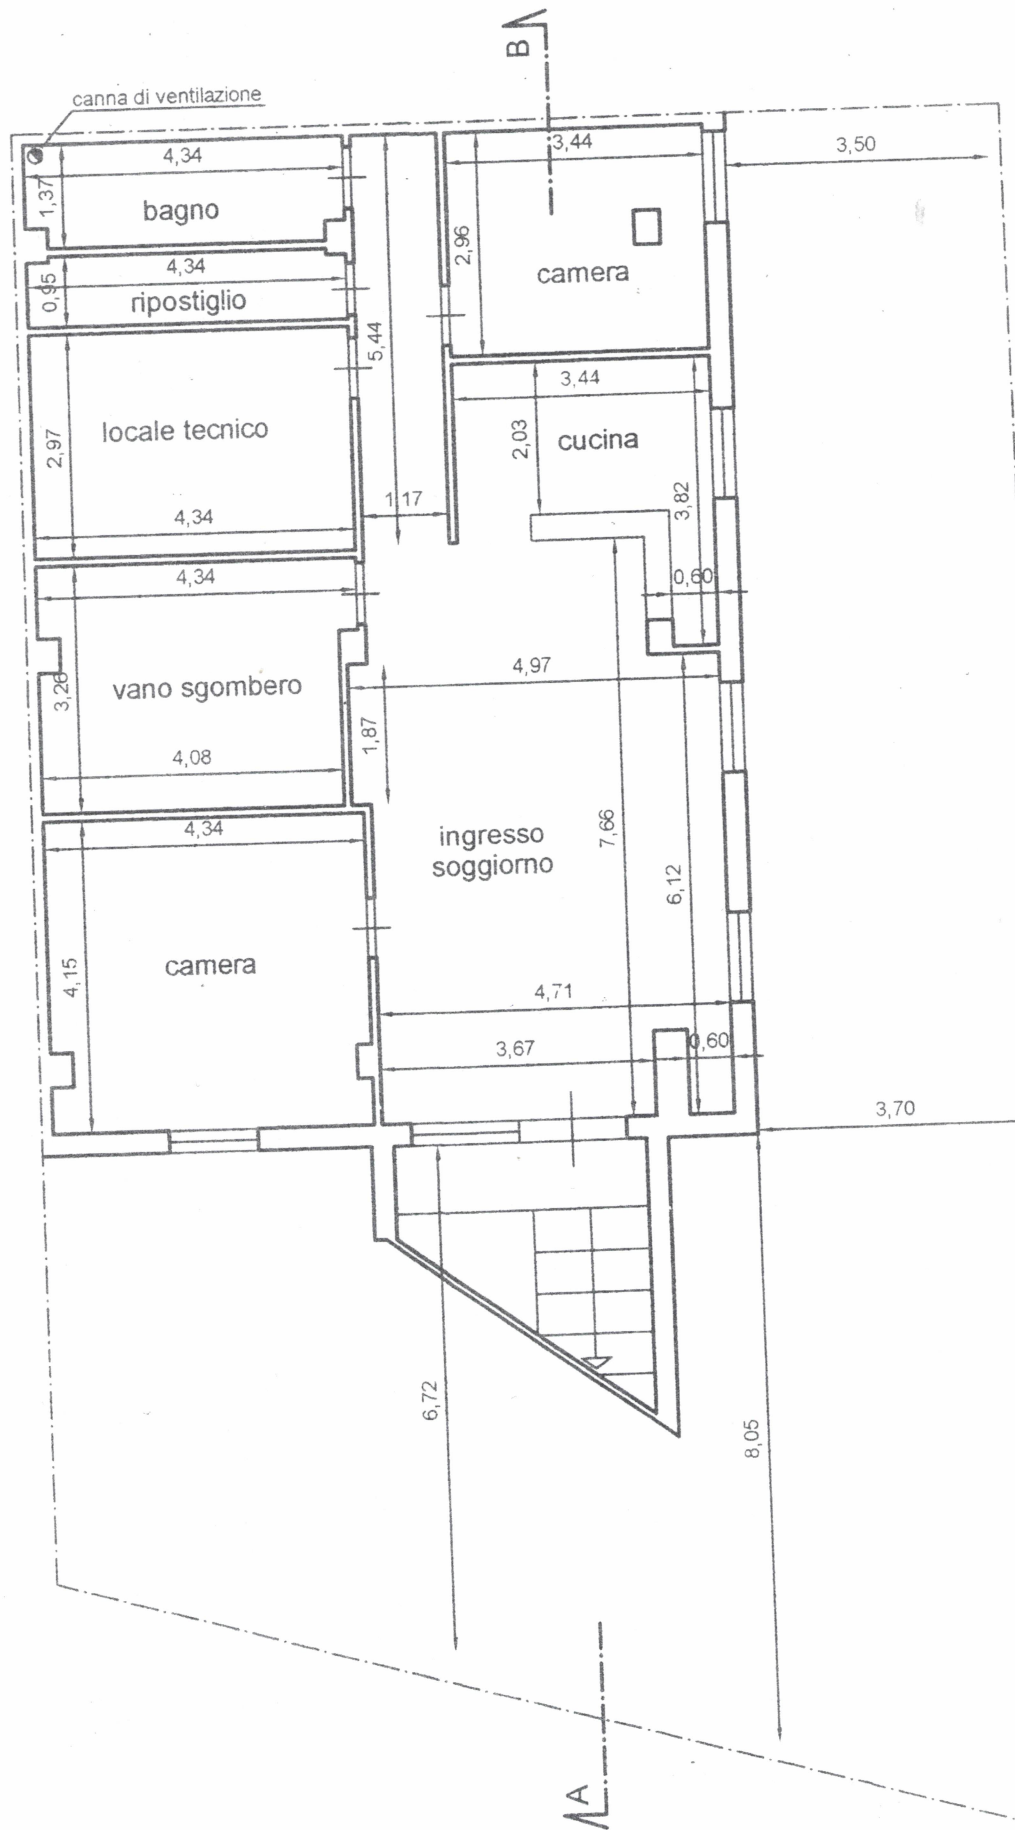 B
canna di ventilazione
4,34
3,44
3,50
1,37
bagno
2,96
camera
4,34
0,95
ripostiglio
5,44
3,44
2,03
cucina
locale tecnico
2,97
3,82
1,17
4,34
4,34
0,60
4,97
vano sgombero
3,26
1,87
4,08
4,34
ingresso
soggiorno
7,66
6,12
camera
4,15
4,71
3,67
0,60
3,70
6,72
8,05
A